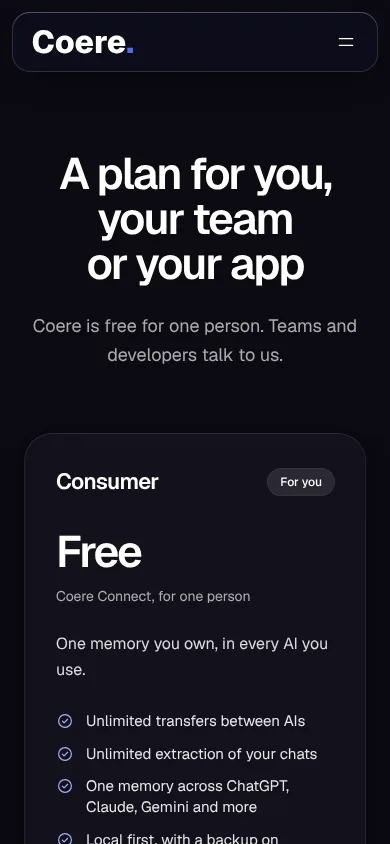 Coere.
A plan for you,
your team
or your app
Coere is free for one person. Teams and
developers talk to us.
Consumer
For you
Free
Coere Connect, for one person
One memory you own, in every AI you
use.
Unlimited transfers between AIs
Unlimited extraction of your chats
One memory across ChatGPT,
Claude, Gemini and more
Local first, with a backup on